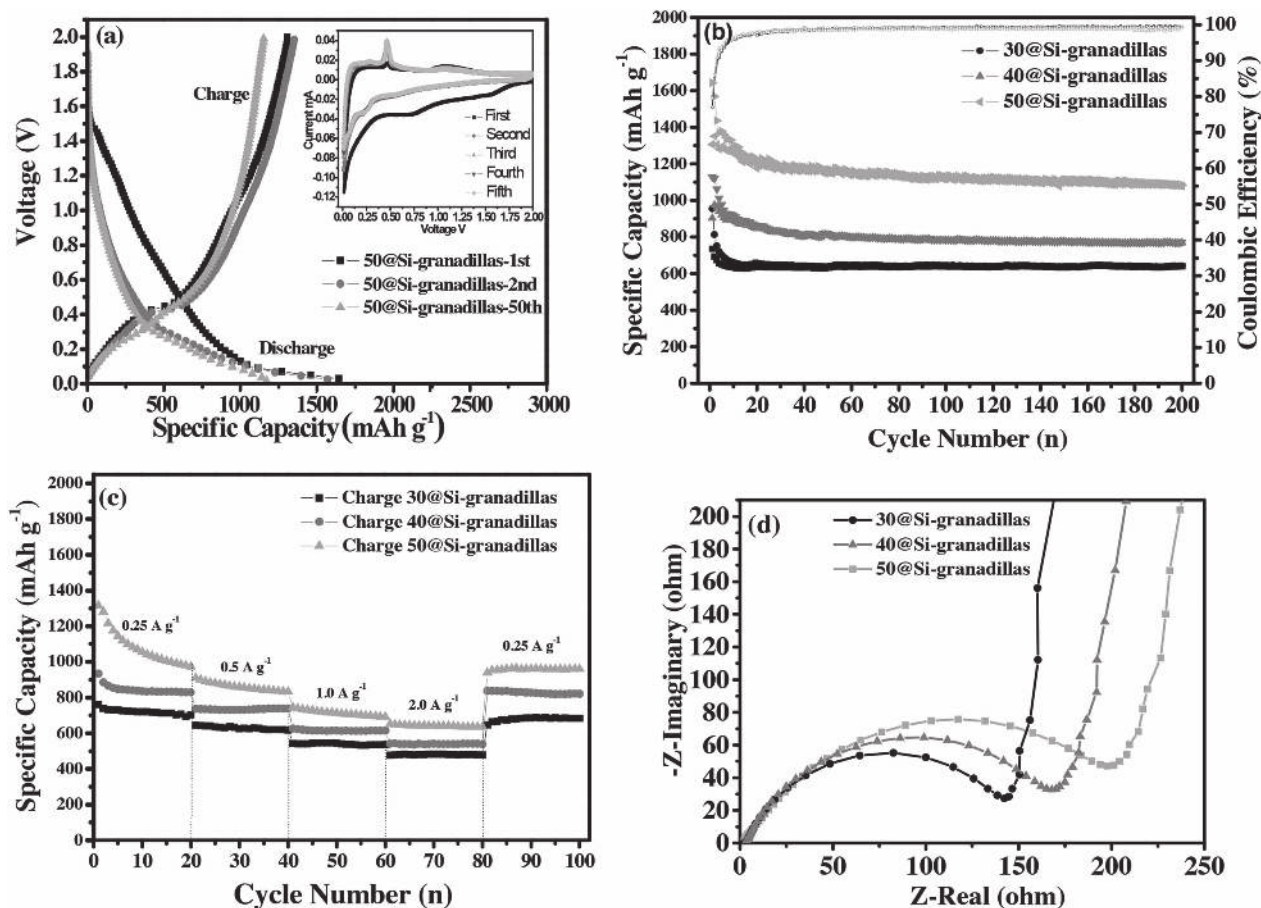 (a)
Voltage (V)
2.0
1.8
1.6
1.4
1.2
1.0
0.8
0.6
0.4
0.2
0.0
0 500 1000 1500 2000 2500 3000
Specific Capacity (mAh g-1)
Charge
Discharge
50@Si-granadillas-1st
50@Si-granadillas-2nd
50@Si-granadillas-50th
Current mA
0.04
0.02
0.00
-0.02
-0.04
-0.06
-0.08
-0.10
-0.12
0.00 0.25 0.50 0.75 1.00 1.25 1.50 1.75 2.00
Voltage V
First
Second
Third
Fourth
Fifth
(b)
Specific Capacity (mAh g-1)
2000
1800
1600
1400
1200
1000
800
600
400
200
0
30@Si-granadillas
40@Si-granadillas
50@Si-granadillas
100
90
80
70
60
50
40
30
20
10
0
Coulombic Efficiency (%)
0 20 40 60 80 100 120 140 160 180 200
Cycle Number (n)
(c)
Specific Capacity (mAh g-1)
2000
1800
1600
1400
1200
1000
800
600
400
200
0
Charge 30@Si-granadillas
Charge 40@Si-granadillas
Charge 50@Si-granadillas
0.25 A g-1
0.5 A g-1
1.0 A g-1
2.0 A g-1
0.25 A g-1
0 10 20 30 40 50 60 70 80 90 100
Cycle Number (n)
(d)
-Z-Imaginary (ohm)
200
180
160
140
120
100
80
60
40
20
0
30@Si-granadillas
40@Si-granadillas
50@Si-granadillas
0 50 100 150 200 250
Z-Real (ohm)